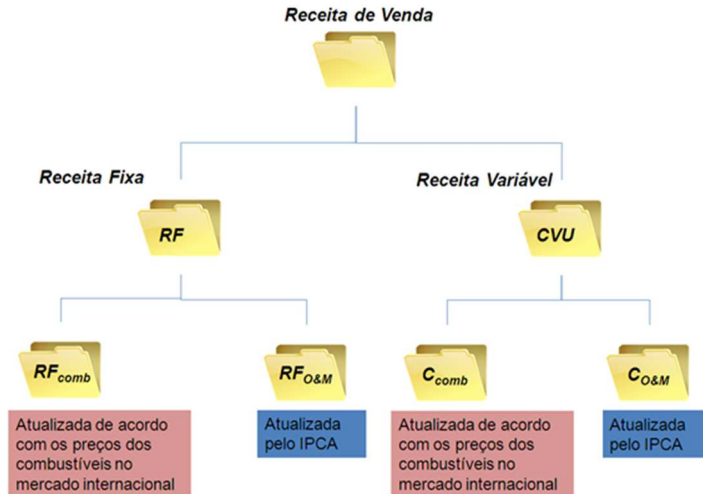 Receita de Venda
Receita Fixa
Receita Variável
RF
CVU
RFcomb
RFO&M
Ccomb
CO&M
Atualizada de acordo
com os preços dos
combustíveis no
mercado internacional
Atualizada
pelo IPCA
Atualizada de acordo
com os preços dos
combustíveis no
mercado internacional
Atualizada
pelo IPCA